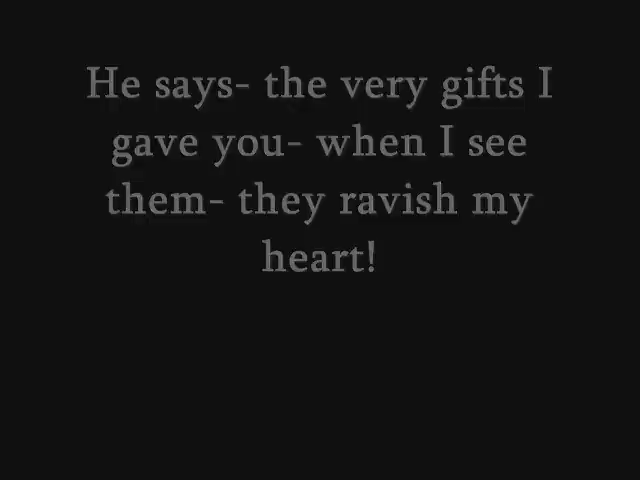 He says- the very gifts I
gave you- when I see
them- they ravish my
heart!